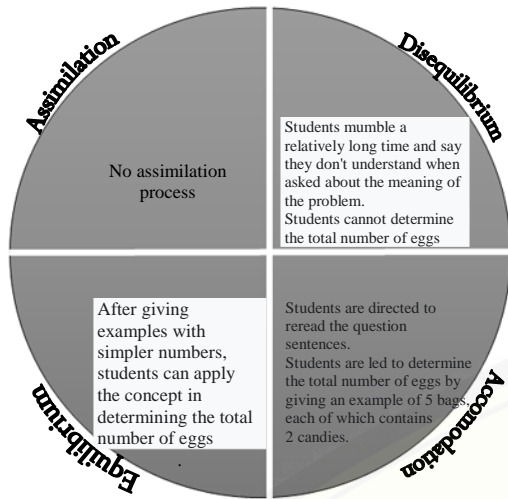 Assimilation
No assimilation
process
Disequilibrium
Students mumble a
relatively long time and say
they don't understand when
asked about the meaning of
the problem.
Students cannot determine
the total number of eggs
Equilibrium
After giving
examples with
simpler numbers,
students can apply
the concept in
determining the total
number of eggs
.
Accomodation
Students are directed to
reread the question
sentences.
Students are led to determine
the total number of eggs by
giving an example of 5 bags,
each of which contains
2 candies.